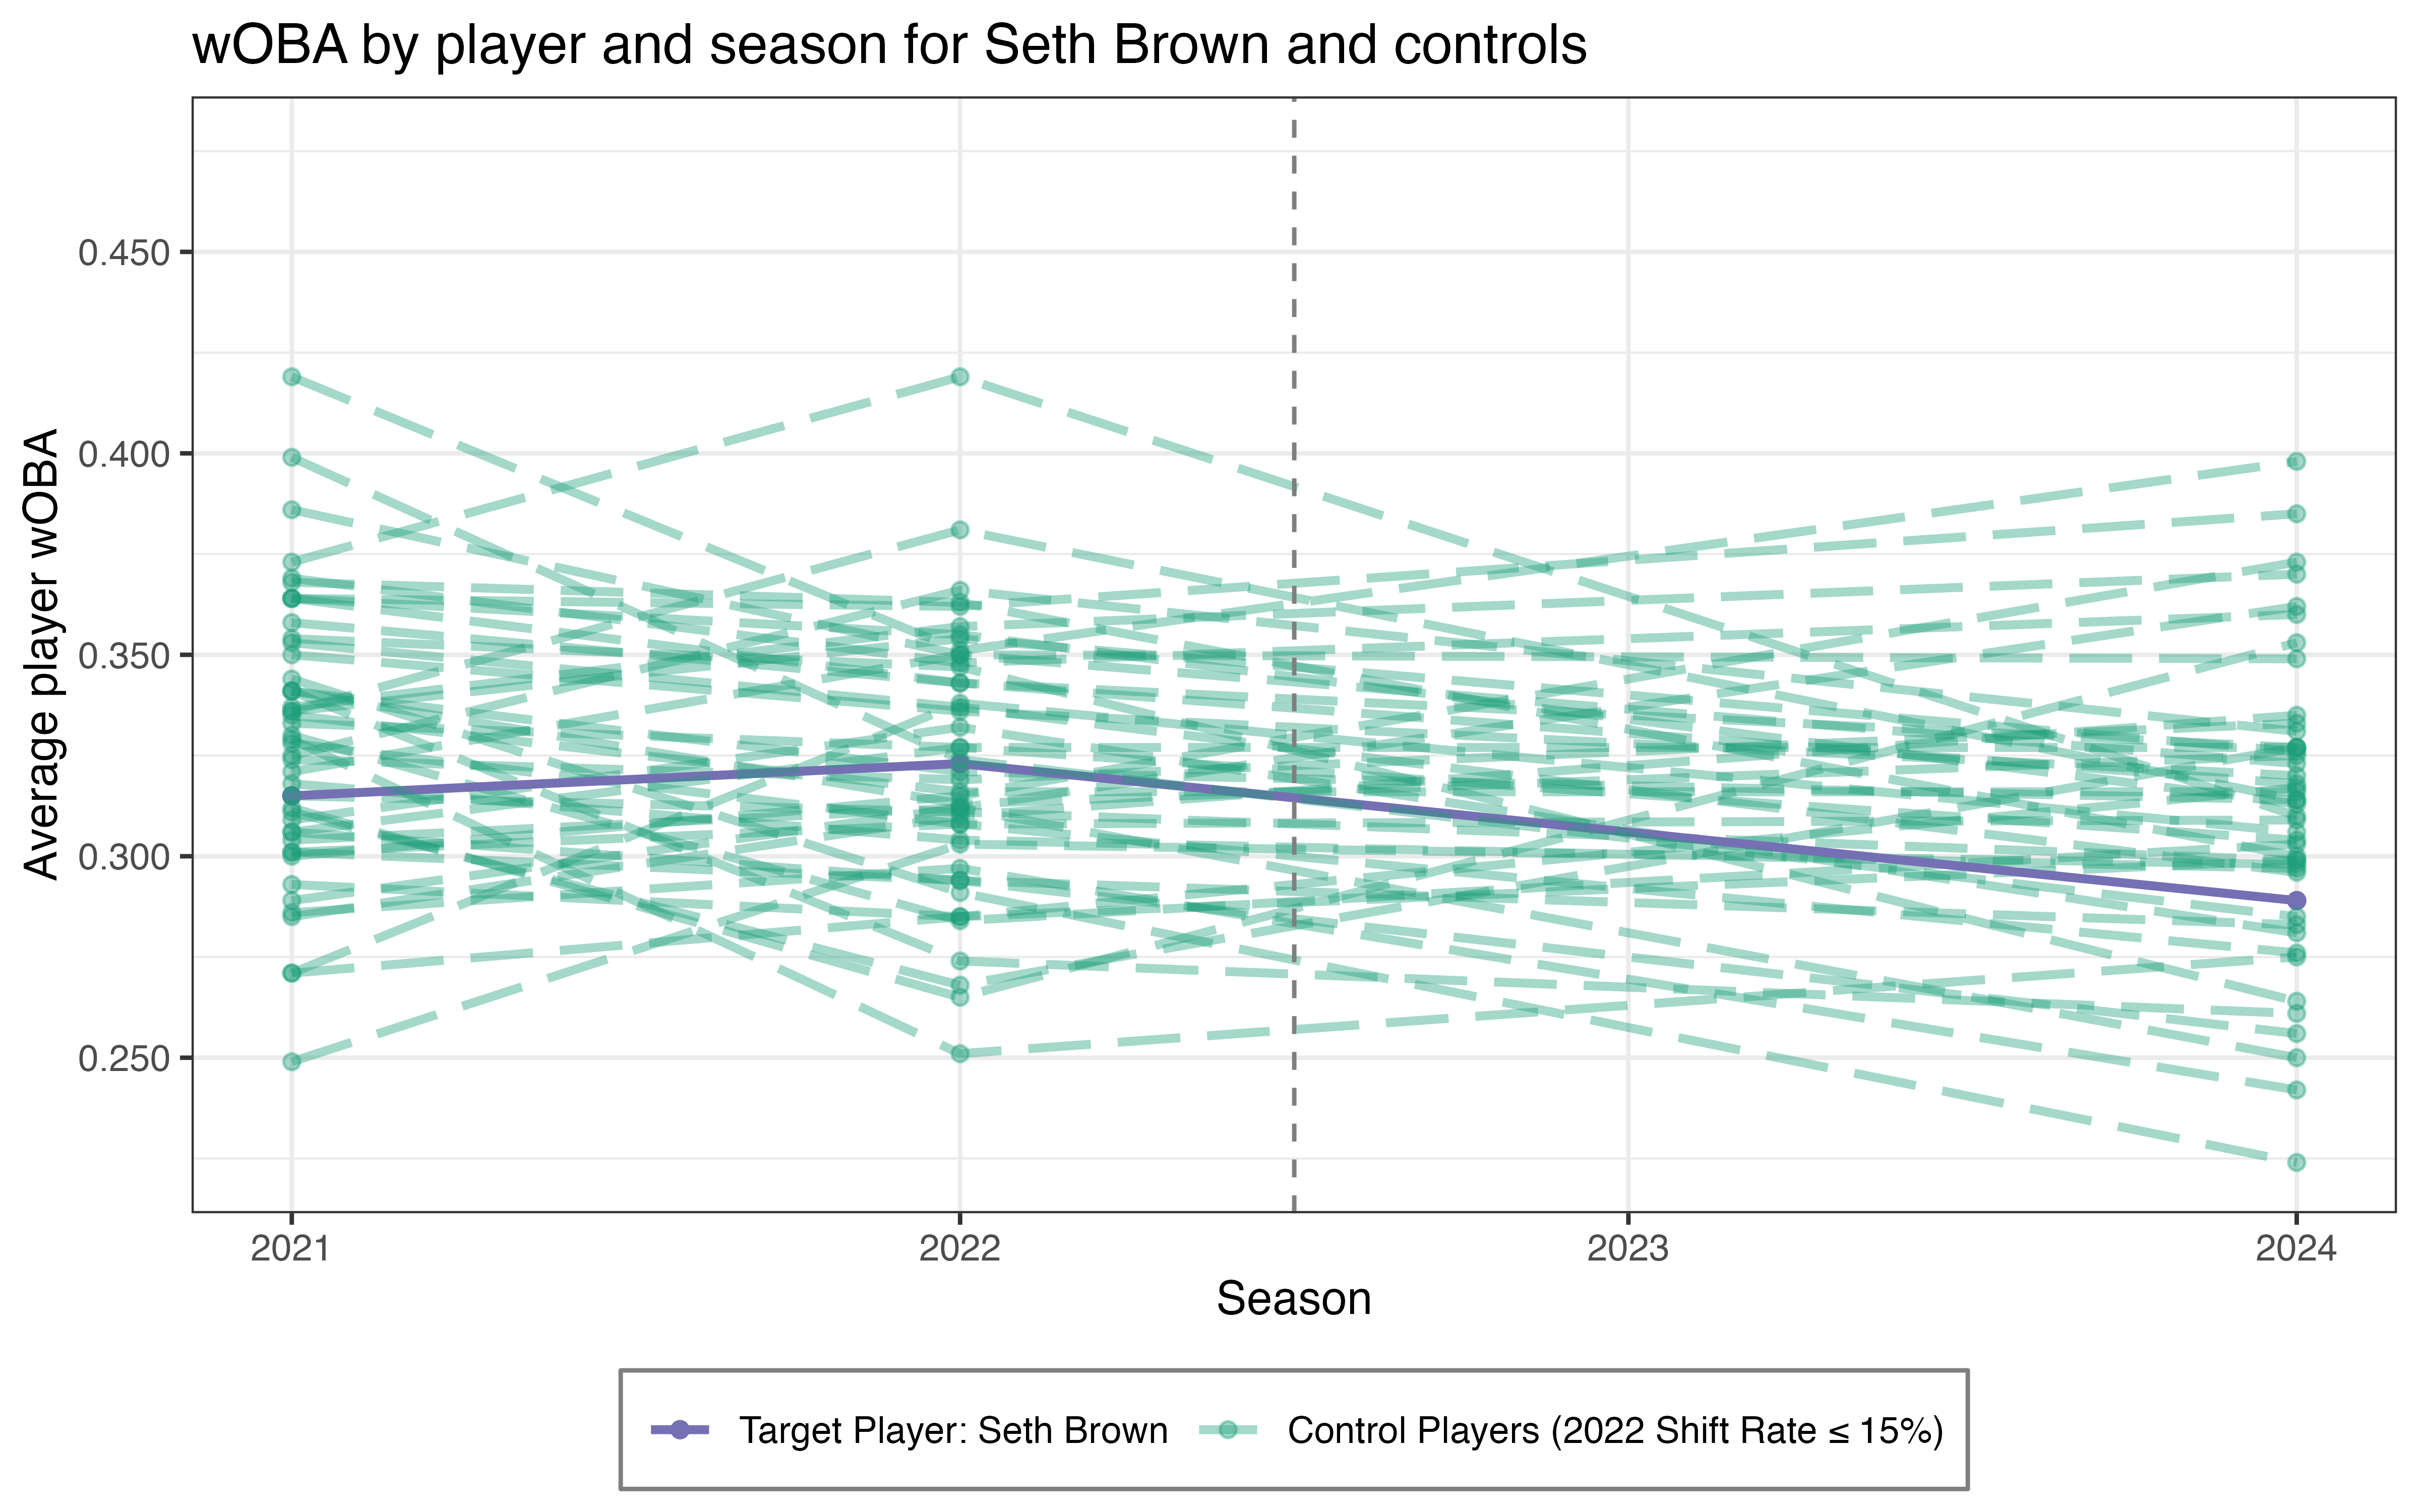 wOBA by player and season for Seth Brown and controls
Average player wOBA
0.450
0.400
0.350
0.300
0.250
2021
2022
2023
2024
Season
Target Player: Seth Brown
Control Players (2022 Shift Rate ≤ 15%)